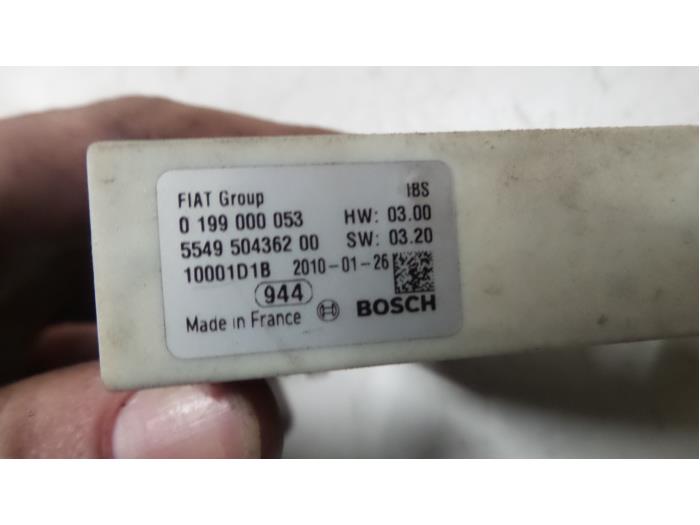 FIAT Group IBS
0 199 000 053 HW: 03.00
5549 504362 00 SW: 03.20
10001D1B 2010-01-26
944
Made in France BOSCH